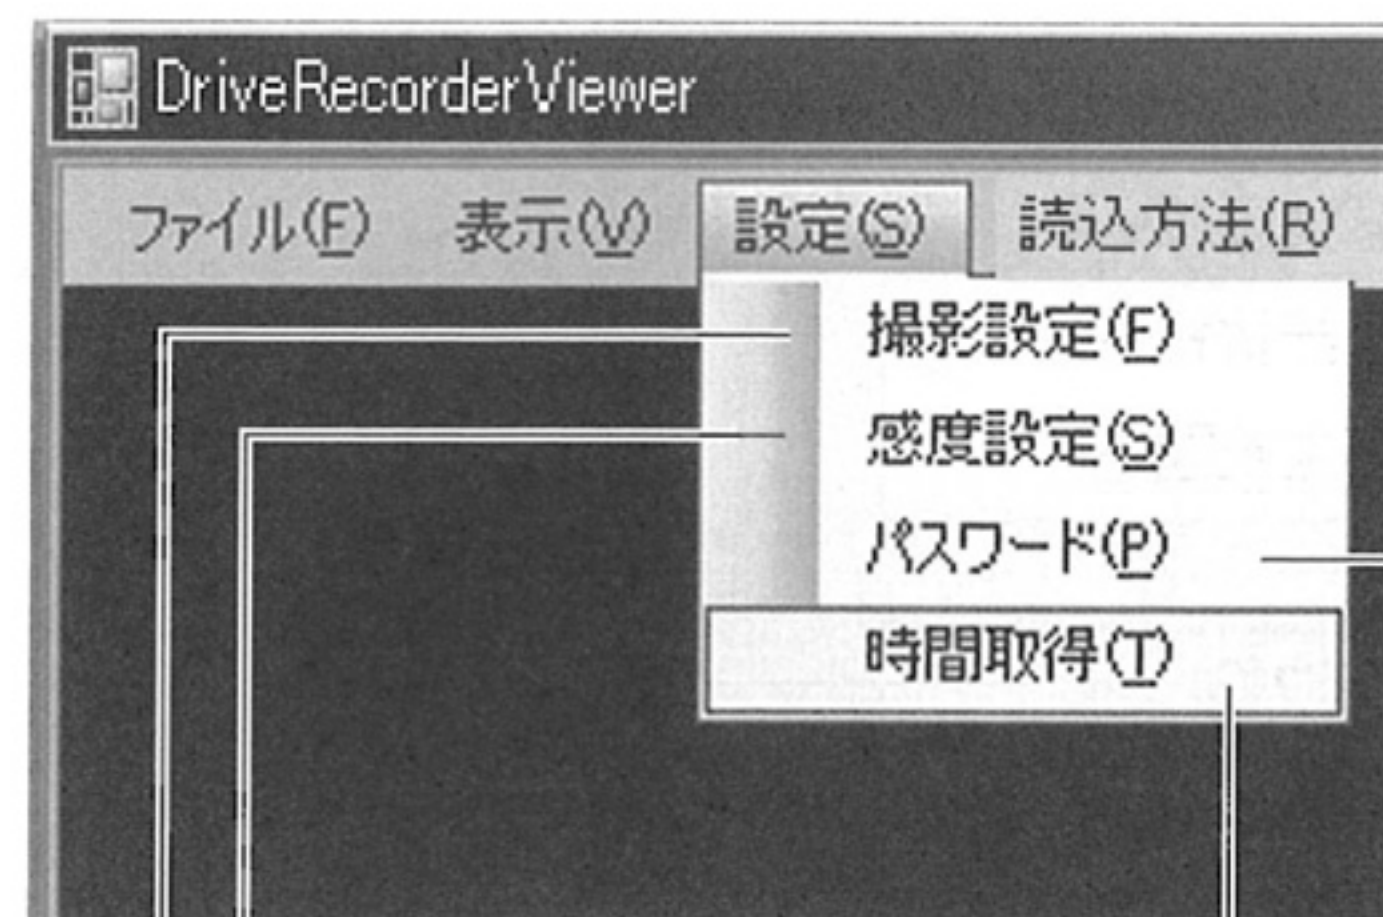 DriveRecorderViewer
ファイル(F) 表示(V) 設定(S) 読込方法(R)
撮影設定(F)
感度設定(S)
パスワード(P)
時間取得(T)